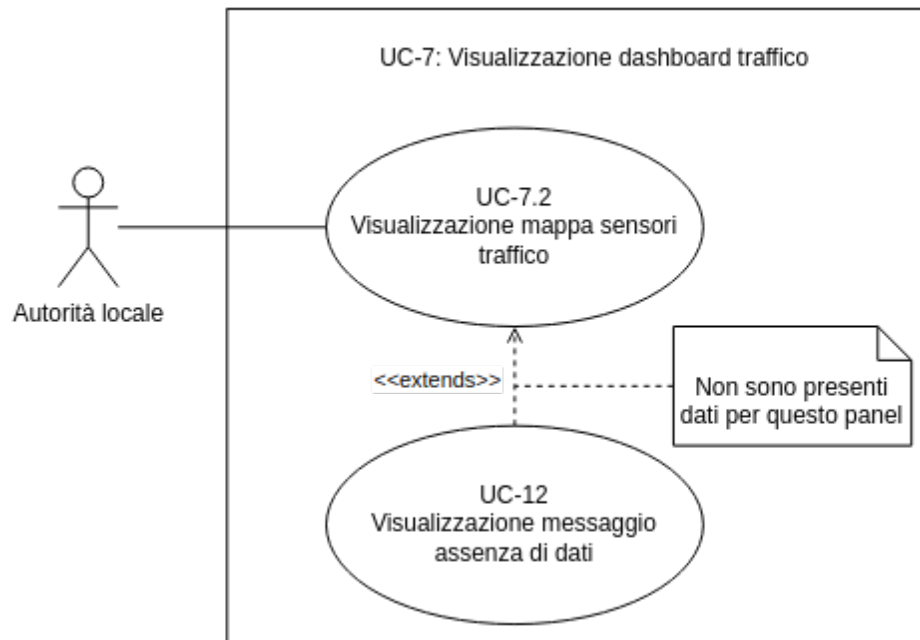 UC-7: Visualizzazione dashboard traffico
UC-7.2
Visualizzazione mappa sensori
traffico
Autorità locale
<<extends>>
Non sono presenti
dati per questo panel
UC-12
Visualizzazione messaggio
assenza di dati